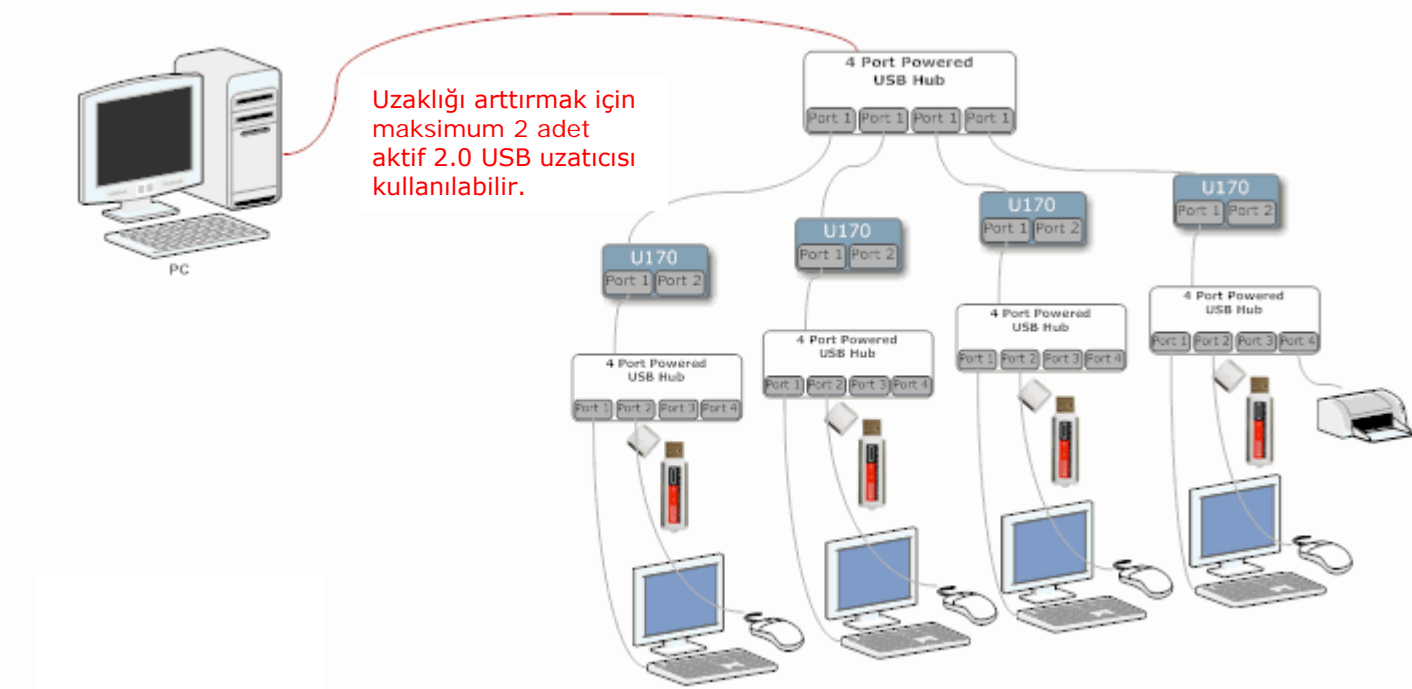 4 Port Powered
USB Hub
Port 1 Port 1 Port 1 Port 1
Uzaklığı arttırmak için
maksimum 2 adet
aktif 2.0 USB uzatıcısı
kullanılabilir.
PC
U170
Port 1 Port 2
4 Port Powered
USB Hub
Port 1 Port 2 Port 3 Port 4
U170
Port 1 Port 2
4 Port Powered
USB Hub
Port 1 Port 2 Port 3 Port 4
U170
Port 1 Port 2
4 Port Powered
USB Hub
Port 1 Port 2 Port 3 Port 4
U170
Port 1 Port 2
4 Port Powered
USB Hub
Port 1 Port 2 Port 3 Port 4